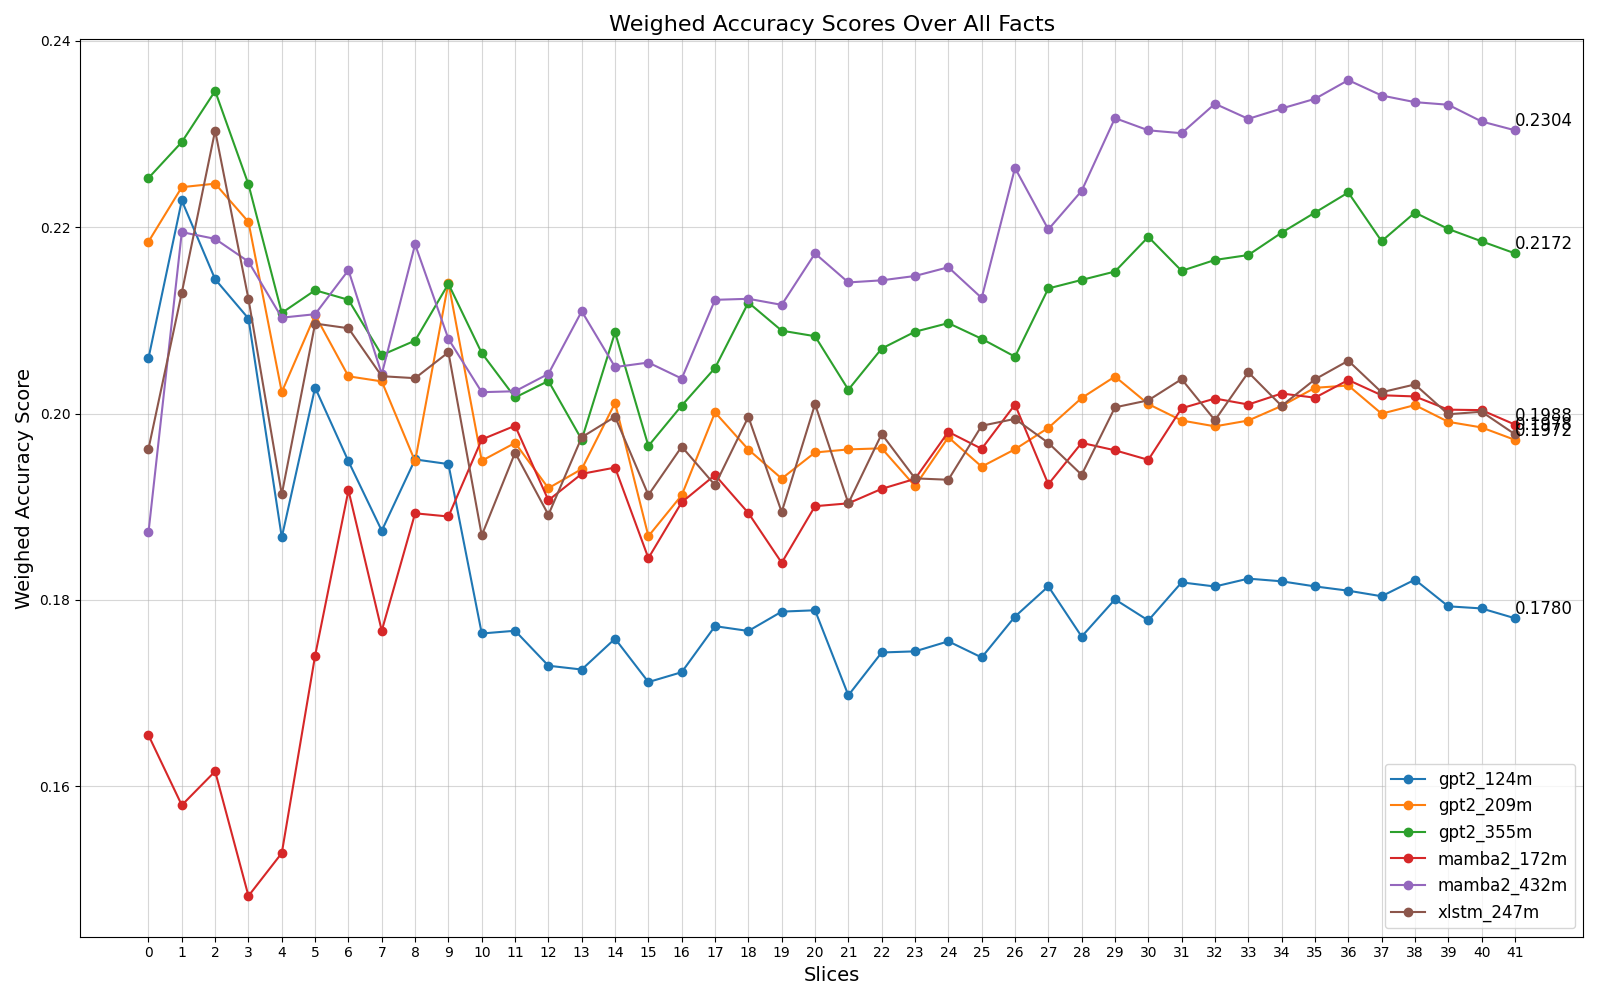 Weighed Accuracy Scores Over All Facts
Weighed Accuracy Score
0.24
0.22
0.20
0.18
0.16
0.2304
0.2172
0.1988
0.1978
0.1972
0.1780
gpt2_124m
gpt2_209m
gpt2_355m
mamba2_172m
mamba2_432m
xlstm_247m
0 1 2 3 4 5 6 7 8 9 10 11 12 13 14 15 16 17 18 19 20 21 22 23 24 25 26 27 28 29 30 31 32 33 34 35 36 37 38 39 40 41
Slices